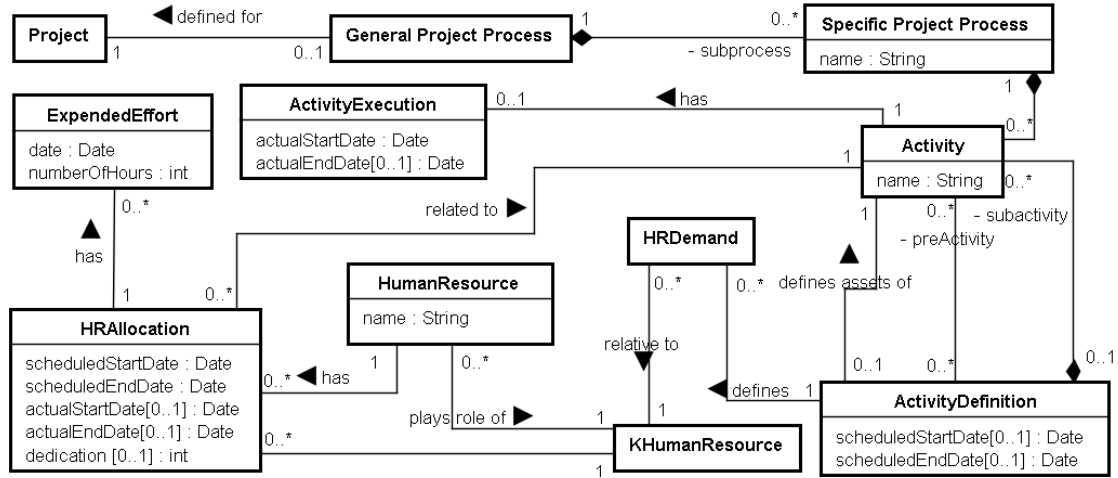 defined for
1
0..*
Specific Project Process
Project
General Project Process
1
0..1
- subprocess
name : String
ExpendedEffort
date : Date
numberOfHours : int
ActivityExecution
actualStartDate : Date
actualEndDate[0..1] : Date
0..1
has
1
1
0..*
Activity
name : String
1
0..*
related to
0..*
1
0..*
- subactivity
- preActivity
has
HRDemand
defines assets of
1
0..*
HumanResource
name : String
0..*
0..*
HRAllocation
scheduledStartDate : Date
scheduledEndDate : Date
actualStartDate[0..1] : Date
actualEndDate[0..1] : Date
dedication [0..1] : int
1
0..*
relative to
0..1
0..*
0..1
0..*
has
defines
1
plays role of
1
1
0..*
1
KHumanResource
ActivityDefinition
scheduledStartDate[0..1] : Date
scheduledEndDate[0..1] : Date